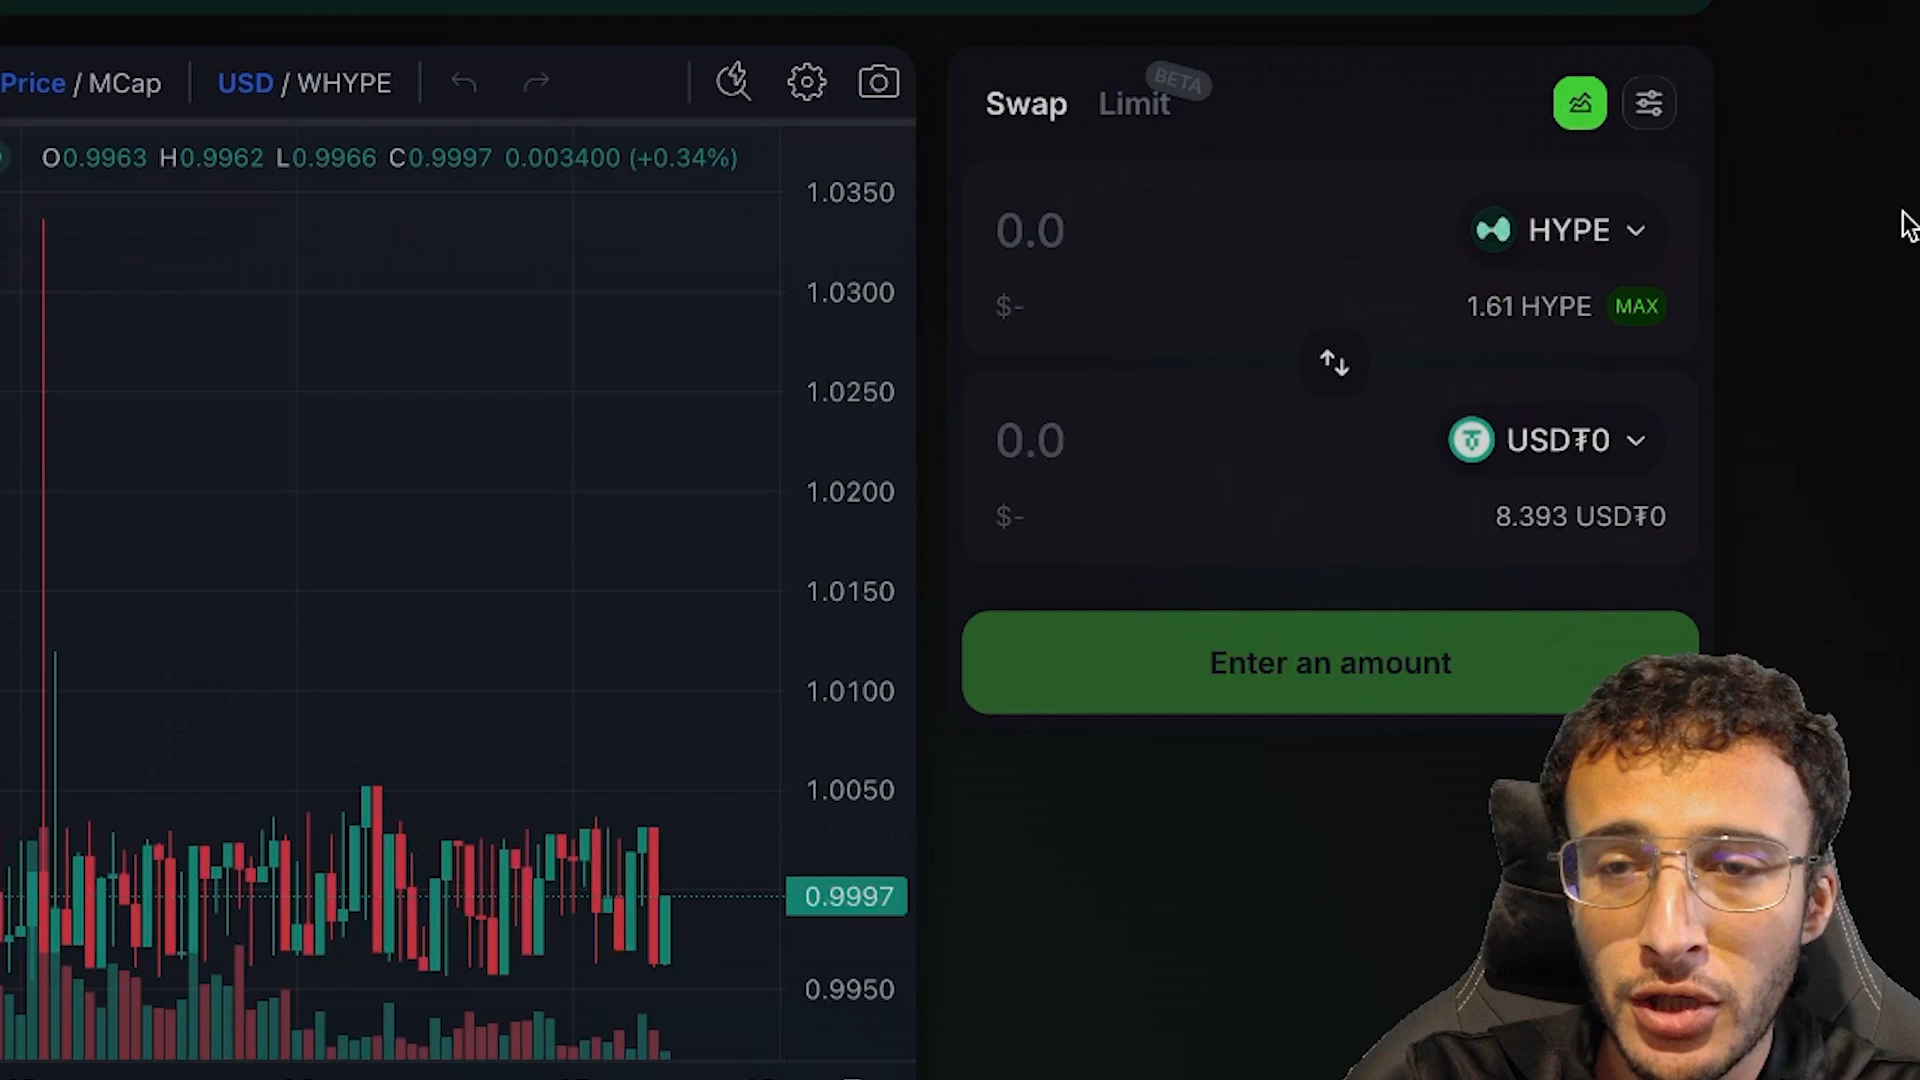 Price / MCap
USD / WHYPE
O0.9963 H0.9962 L0.9966 C0.9997 0.003400 (+0.34%)
1.0350
1.0300
1.0250
1.0200
1.0150
1.0100
1.0050
0.9997
0.9950
Swap
Limit
BETA
0.0
HYPE
$-
1.61 HYPE
MAX
0.0
USD₮0
$-
8.393 USD₮0
Enter an amount